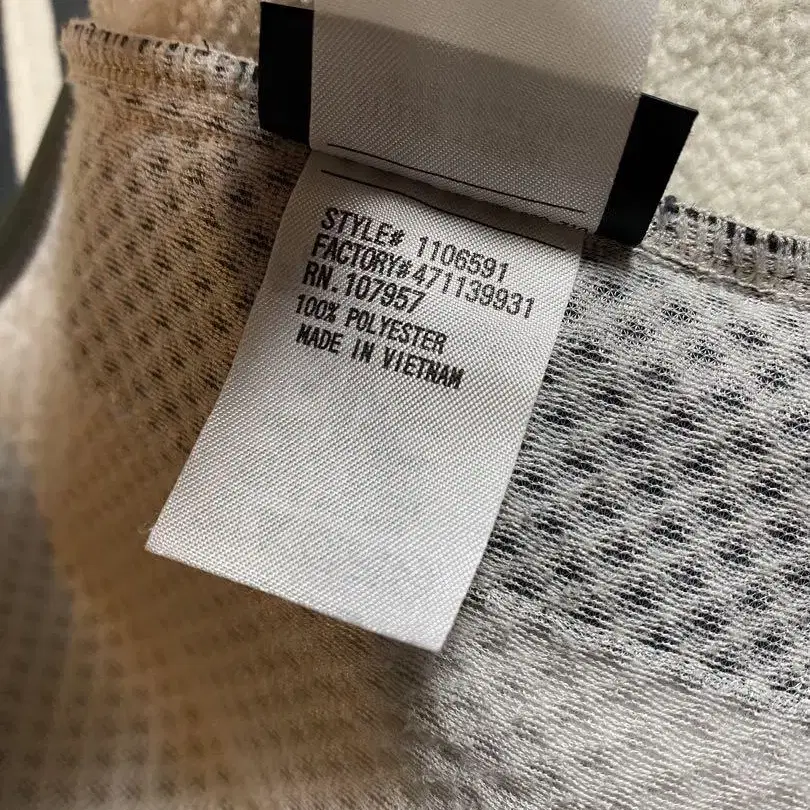 STYLE# 1106591
FACTORY#471139931
RN.107957
100% POLYESTER
MADE IN VIETNAM